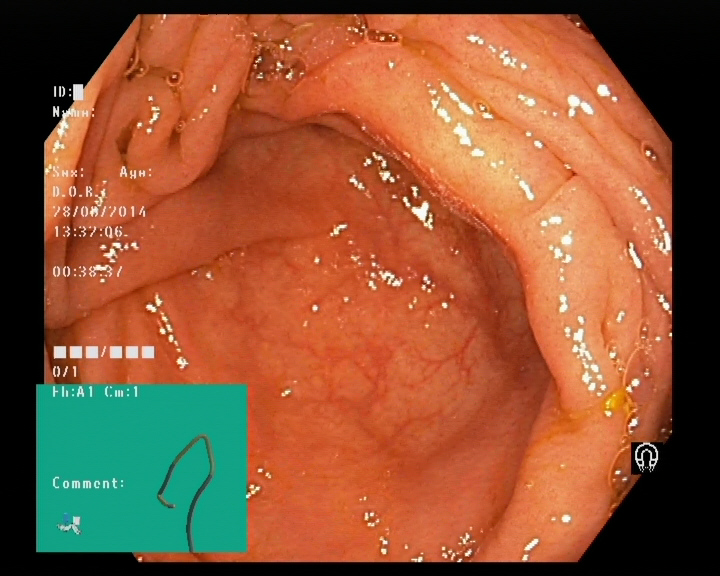 ID:
Name:
Sex: Age:
D.O.B.:
28/08/2014
13:37:06
00:38:37
/
0/1
Eh:A1 Cm:1
Comment: